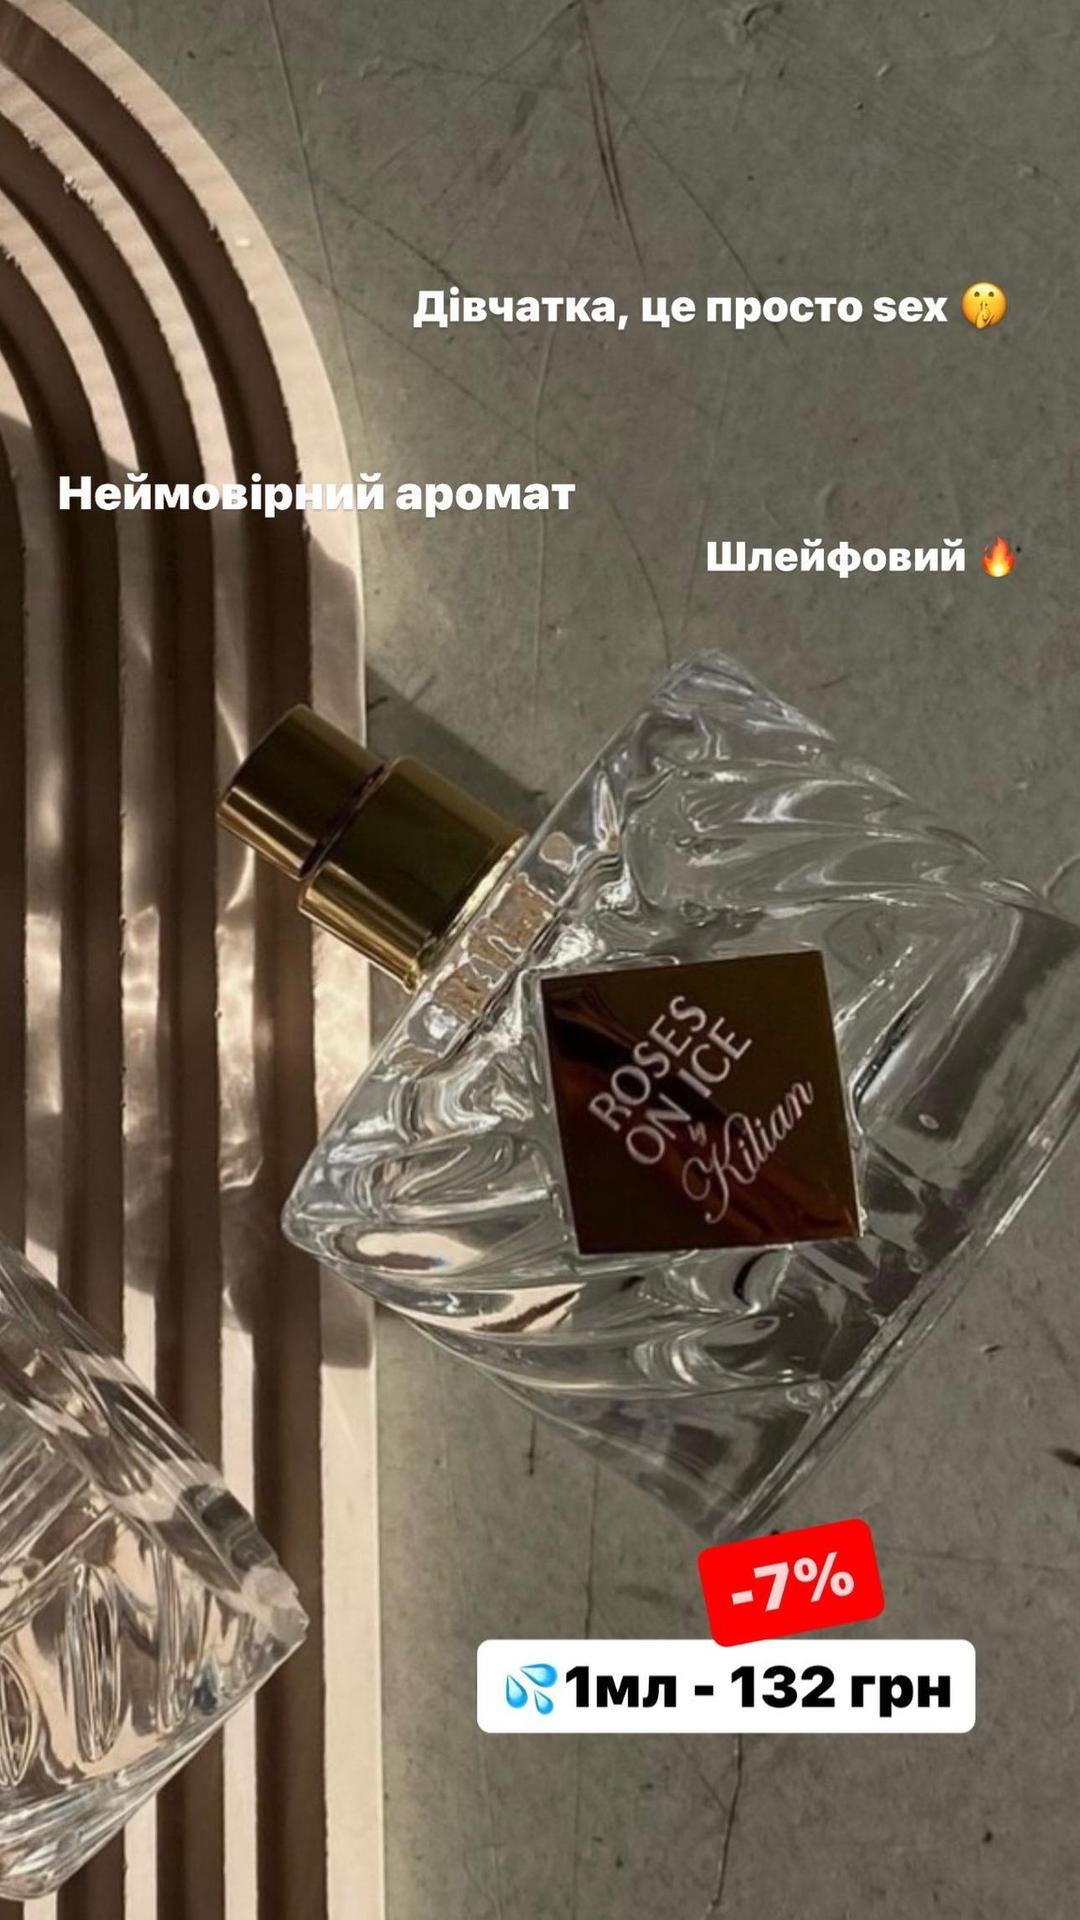 Дівчатка, це просто sex 🤫
Неймовірний аромат
Шлейфовий 🔥
ROSES
ON ICE
by
Kilian
-7%
💦1мл - 132 грн